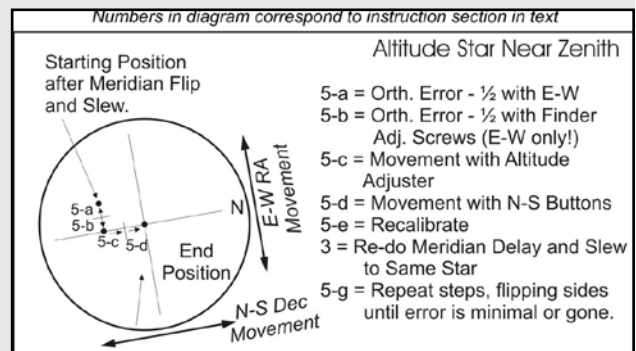 Numbers in diagram correspond to instruction section in text
Altitude Star Near Zenith
Starting Position
after Meridian Flip
and Slew.
5-a
5-b
5-c
5-d
N
End
Position
E-W RA
Movement
N-S Dec
Movement
5-a = Orth. Error - ½ with E-W
5-b = Orth. Error - ½ with Finder
Adj. Screws (E-W only!)
5-c = Movement with Altitude
Adjuster
5-d = Movement with N-S Buttons
5-e = Recalibrate
3 = Re-do Meridian Delay and Slew
to Same Star
5-g = Repeat steps, flipping sides
until error is minimal or gone.